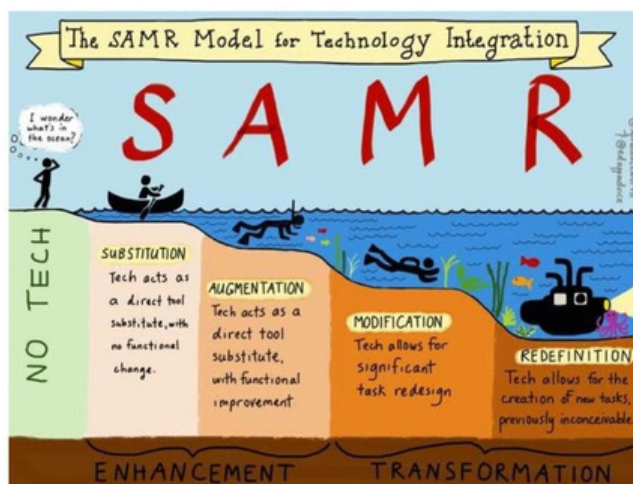 The SAMR Model for Technology Integration
S A M R
I wonder
what's in
the ocean?
@edappadvice
NO TECH
SUBSTITUTION
Tech acts as
a direct tool
substitute, with
no functional
change.
AUGMENTATION
Tech acts as a
direct tool
substitute,
with functional
improvement
MODIFICATION
Tech allows for
significant
task redesign
REDEFINITION
Tech allows for the
creation of new tasks,
previously inconceivable
ENHANCEMENT
TRANSFORMATION